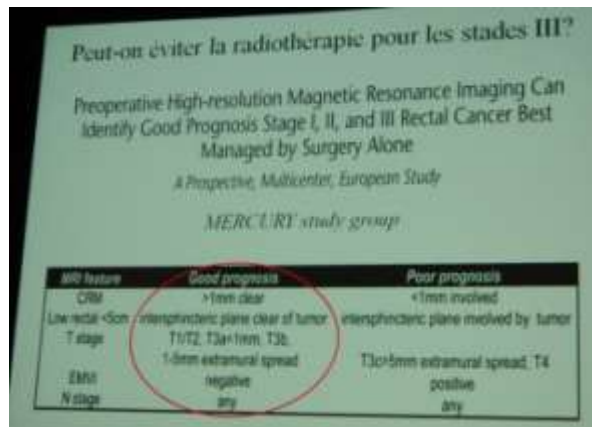 Peut-on éviter la radiothérapie pour les stades III?
Preoperative High-resolution Magnetic Resonance Imaging Can
Identify Good Prognosis Stage I, II, and III Rectal Cancer Best
Managed by Surgery Alone
A Prospective, Multicenter, European Study
MERCURY study group
MRI feature Good prognosis Poor prognosis
CRM >1mm clear <1mm involved
Low rectal <5cm intersphincteric plane clear of tumor intersphincteric plane involved by tumor
T stage T1/T2, T3a<1mm, T3b,
1-5mm extramural spread T3c>5mm extramural spread, T4
EMVI negative positive
N stage any any